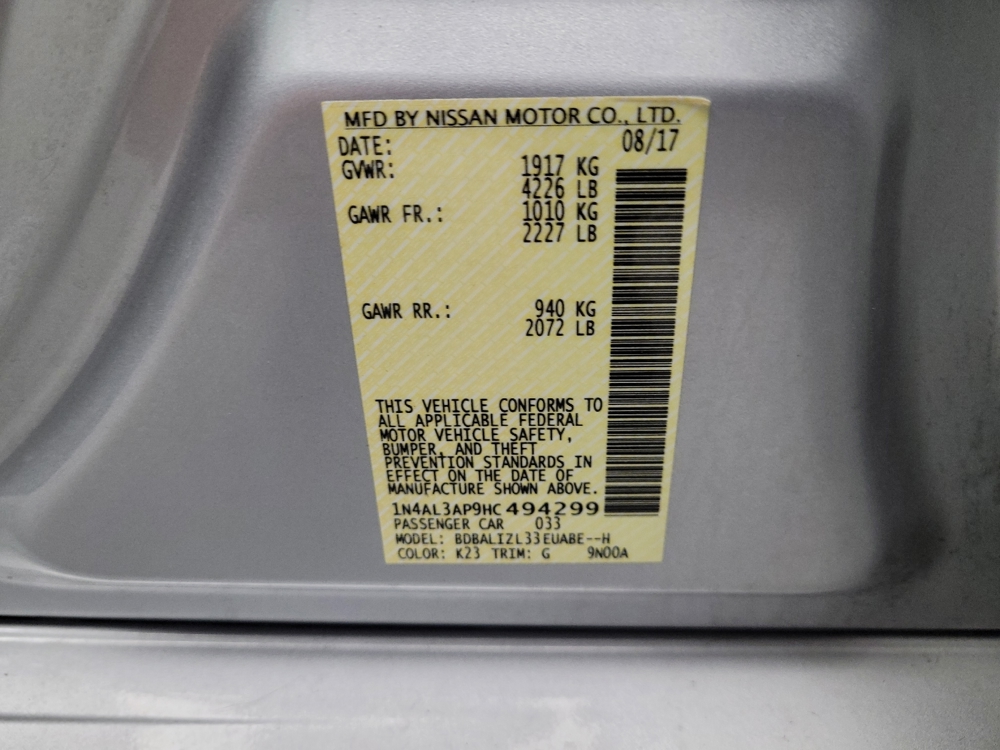 MFD BY NISSAN MOTOR CO., LTD.
DATE: 08/17
GVWR: 1917 KG
4226 LB
GAWR FR.: 1010 KG
2227 LB
GAWR RR.: 940 KG
2072 LB
THIS VEHICLE CONFORMS TO
ALL APPLICABLE FEDERAL
MOTOR VEHICLE SAFETY,
BUMPER, AND THEFT
PREVENTION STANDARDS IN
EFFECT ON THE DATE OF
MANUFACTURE SHOWN ABOVE.
1N4AL3AP9HC494299
PASSENGER CAR 033
MODEL: BDBALIZL33EUABE--H
COLOR: K23 TRIM: G 9N00A